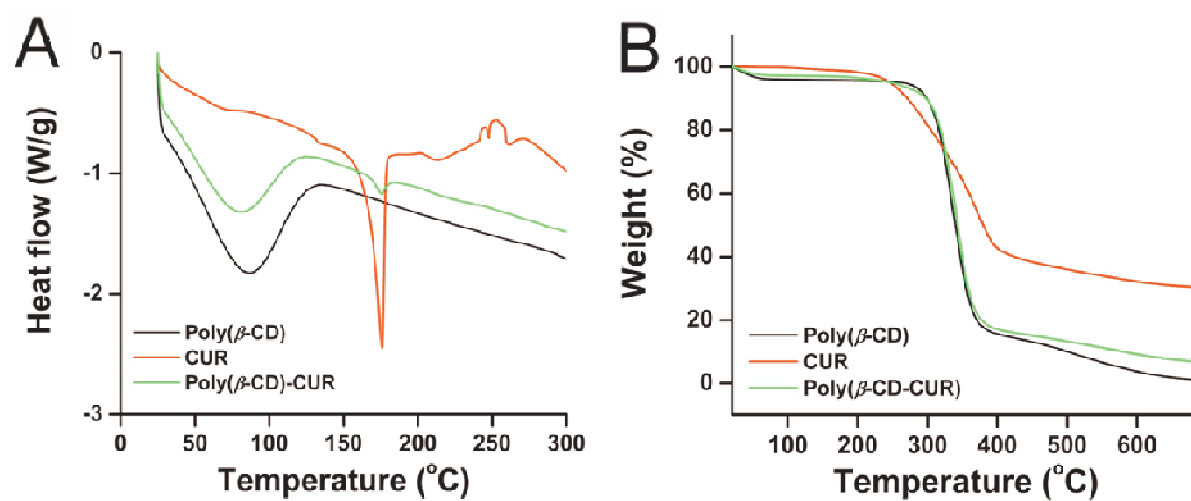 A
0
-1
-2
-3
Heat flow (W/g)
Poly(β-CD)
CUR
Poly(β-CD)-CUR
0 50 100 150 200 250 300
Temperature (°C)
B
100
80
60
40
20
0
Weight (%)
Poly(β-CD)
CUR
Poly(β-CD-CUR)
100 200 300 400 500 600
Temperature (°C)